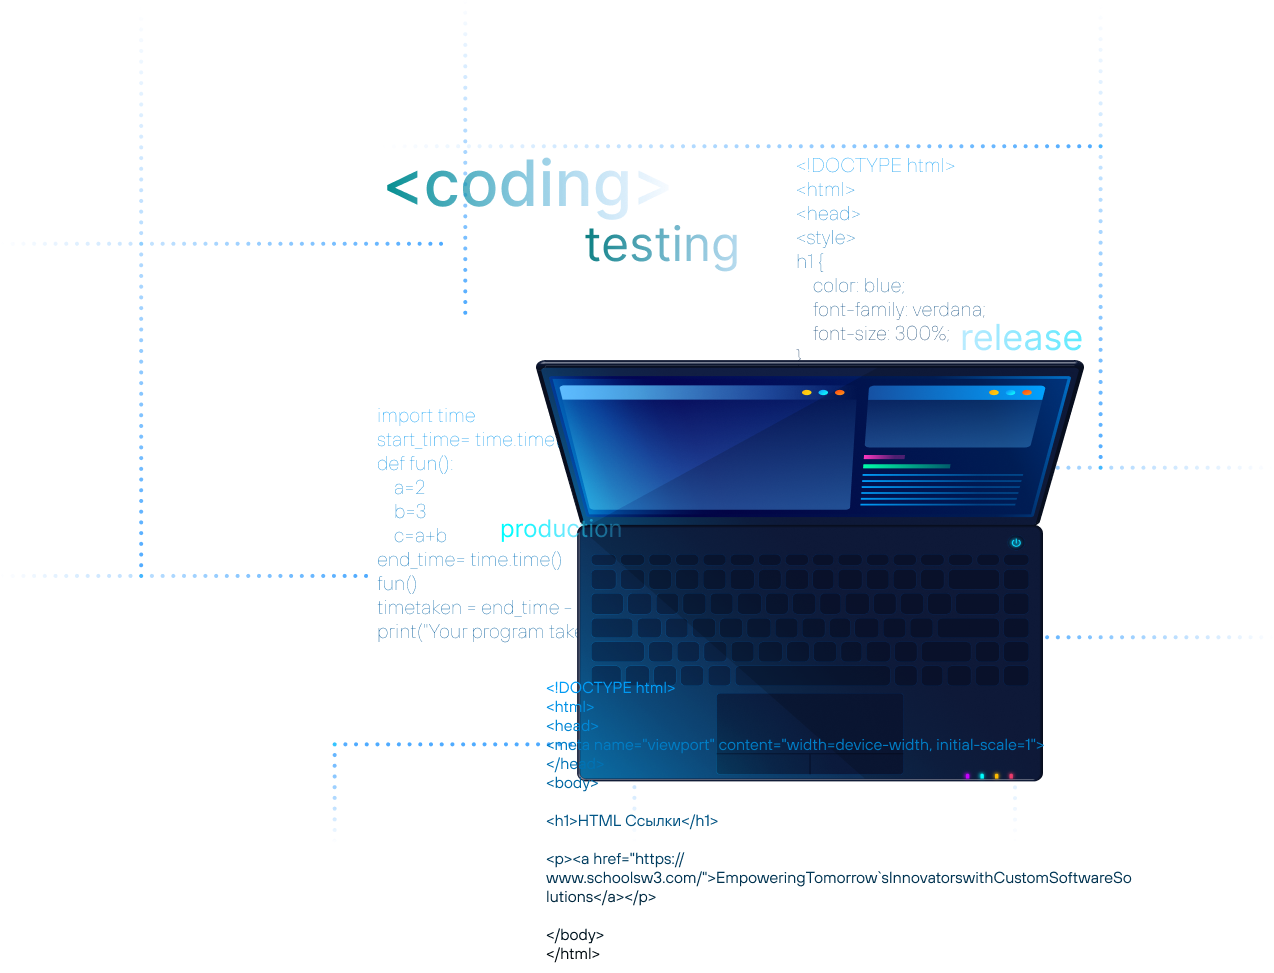 <coding>
testing
<!DOCTYPE html>
<html>
<head>
<style>
h1 {
color: blue;
font-family: verdana;
font-size: 300%;
}
release
import time
start_time= time.time
def fun():
a=2
b=3
c=a+b
production
end_time= time.time()
fun()
timetaken = end_time -
print("Your program take
<!DOCTYPE html>
<html>
<head>
<meta name="viewport" content="width=device-width, initial-scale=1">
</head>
<body>
<h1>HTML Ссылки</h1>
<p><a href="https://
www.schoolsw3.com/">EmpoweringTomorrow`sInnovatorswithCustomSoftwareSo
lutions</a></p>
</body>
</html>